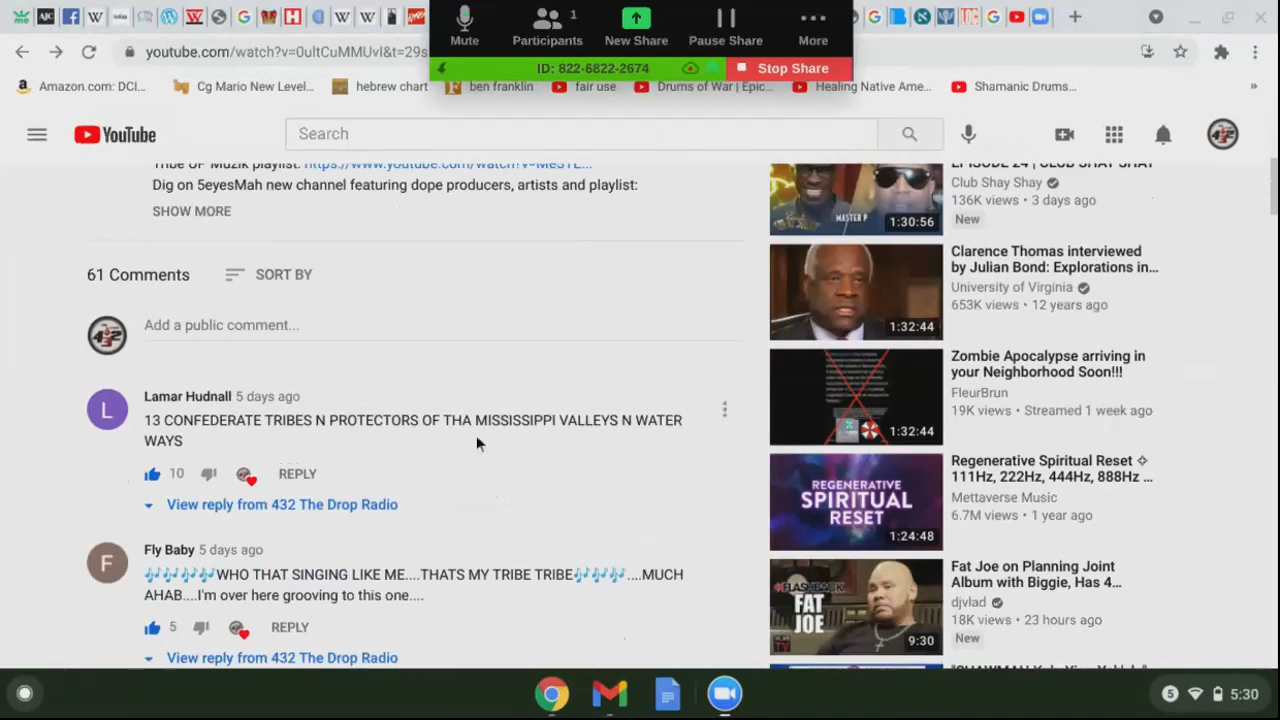 AJC
W
W
W
Mute
Participants
1
New Share
Pause Share
More
ID: 822-6822-2674
Stop Share
youtube.com/watch?v=0ultCuMMUvI&t=29s
Amazon.com: DCI...
Cg Mario New Level...
hebrew chart
ben franklin
fair use
Drums of War | Epic...
Healing Native Ame...
Shamanic Drums...
»
YouTube
Search
Dig on 5eyesMah new channel featuring dope producers, artists and playlist:
SHOW MORE
61 Comments
SORT BY
Add a public comment...
L
Lamar Hudnall 5 days ago
13 CONFEDERATE TRIBES N PROTECTORS OF THA MISSISSIPPI VALLEYS N WATER
WAYS
10
REPLY
View reply from 432 The Drop Radio
F
Fly Baby 5 days ago
WHO THAT SINGING LIKE ME....THATS MY TRIBE TRIBE....MUCH
AHAB....I'm over here grooving to this one....
5
REPLY
View reply from 432 The Drop Radio
MASTER P
1:30:56
EPISODE 24 | CLUB SHAY SHAY
Club Shay Shay
136K views • 3 days ago
New
1:32:44
Clarence Thomas interviewed
by Julian Bond: Explorations in...
University of Virginia
653K views • 12 years ago
1:32:44
Zombie Apocalypse arriving in
your Neighborhood Soon!!!
FleurBrun
19K views • Streamed 1 week ago
REGENERATIVE
SPIRITUAL
RESET
1:24:48
Regenerative Spiritual Reset ✧
111Hz, 222Hz, 444Hz, 888Hz ...
Mettaverse Music
6.7M views • 1 year ago
FLASHBACK
FAT
JOE
9:30
Fat Joe on Planning Joint
Album with Biggie, Has 4...
djvlad
18K views • 23 hours ago
New
5
5:30